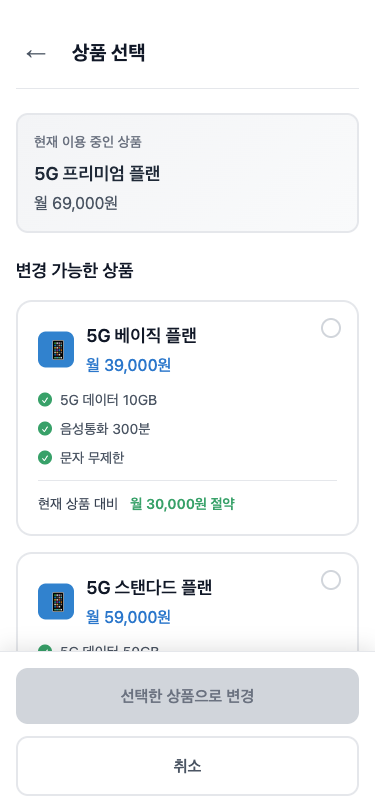 ← 상품 선택
현재 이용 중인 상품
5G 프리미엄 플랜
월 69,000원
변경 가능한 상품
5G 베이직 플랜
월 39,000원
5G 데이터 10GB
음성통화 300분
문자 무제한
현재 상품 대비 월 30,000원 절약
5G 스탠다드 플랜
월 59,000원
5G 데이터 50GB
선택한 상품으로 변경
취소